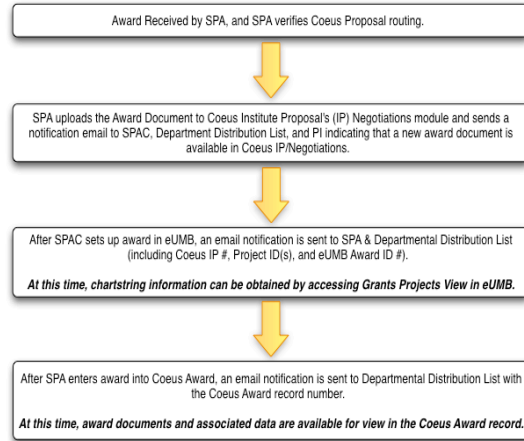 Award Received by SPA, and SPA verifies Coeus Proposal routing.
SPA uploads the Award Document to Coeus Institute Proposal's (IP) Negotiations module and sends a
notification email to SPAC, Department Distribution List, and PI indicating that a new award document is
available in Coeus IP/Negotiations.
After SPAC sets up award in eUMB, an email notification is sent to SPA & Departmental Distribution List
(including Coeus IP #, Project ID(s), and eUMB Award ID #).
At this time, chartstring information can be obtained by accessing Grants Projects View in eUMB.
After SPA enters award into Coeus Award, an email notification is sent to Departmental Distribution List with
the Coeus Award record number.
At this time, award documents and associated data are available for view in the Coeus Award record.